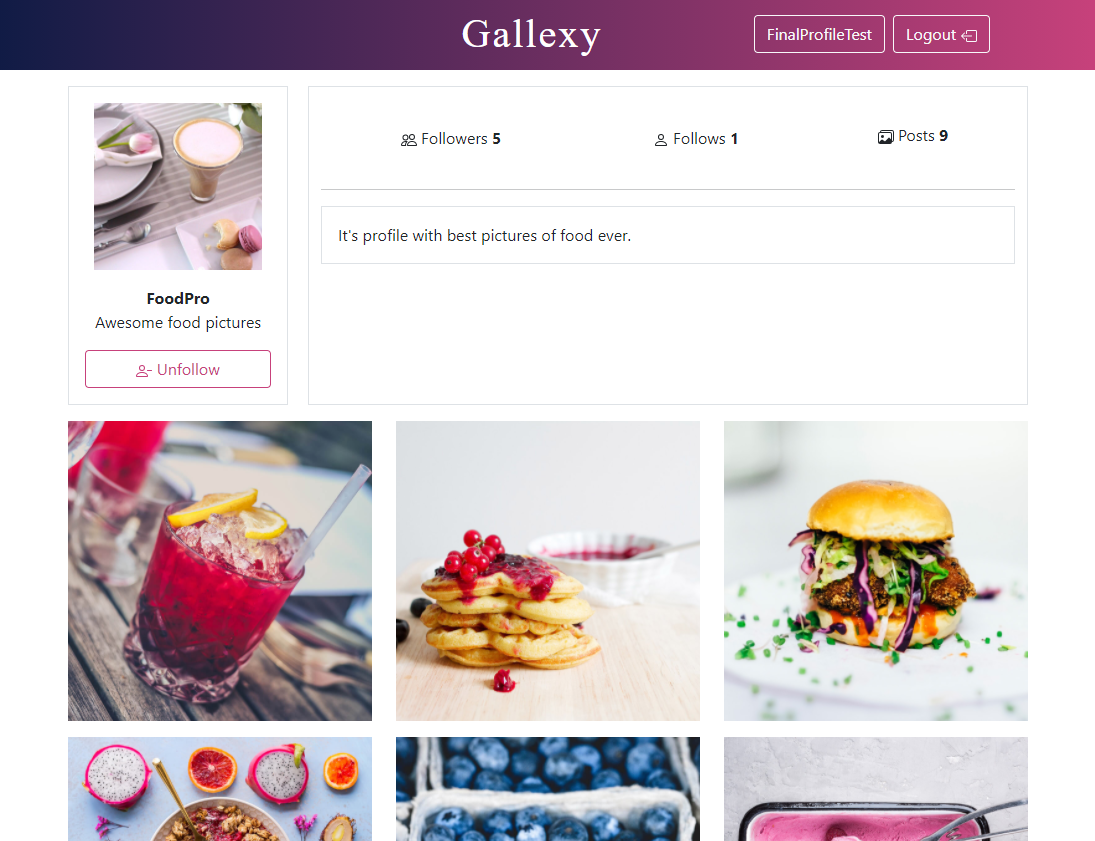 Gallexy
FinalProfileTest
Logout
Followers 5
Follows 1
Posts 9
It's profile with best pictures of food ever.
FoodPro
Awesome food pictures
Unfollow